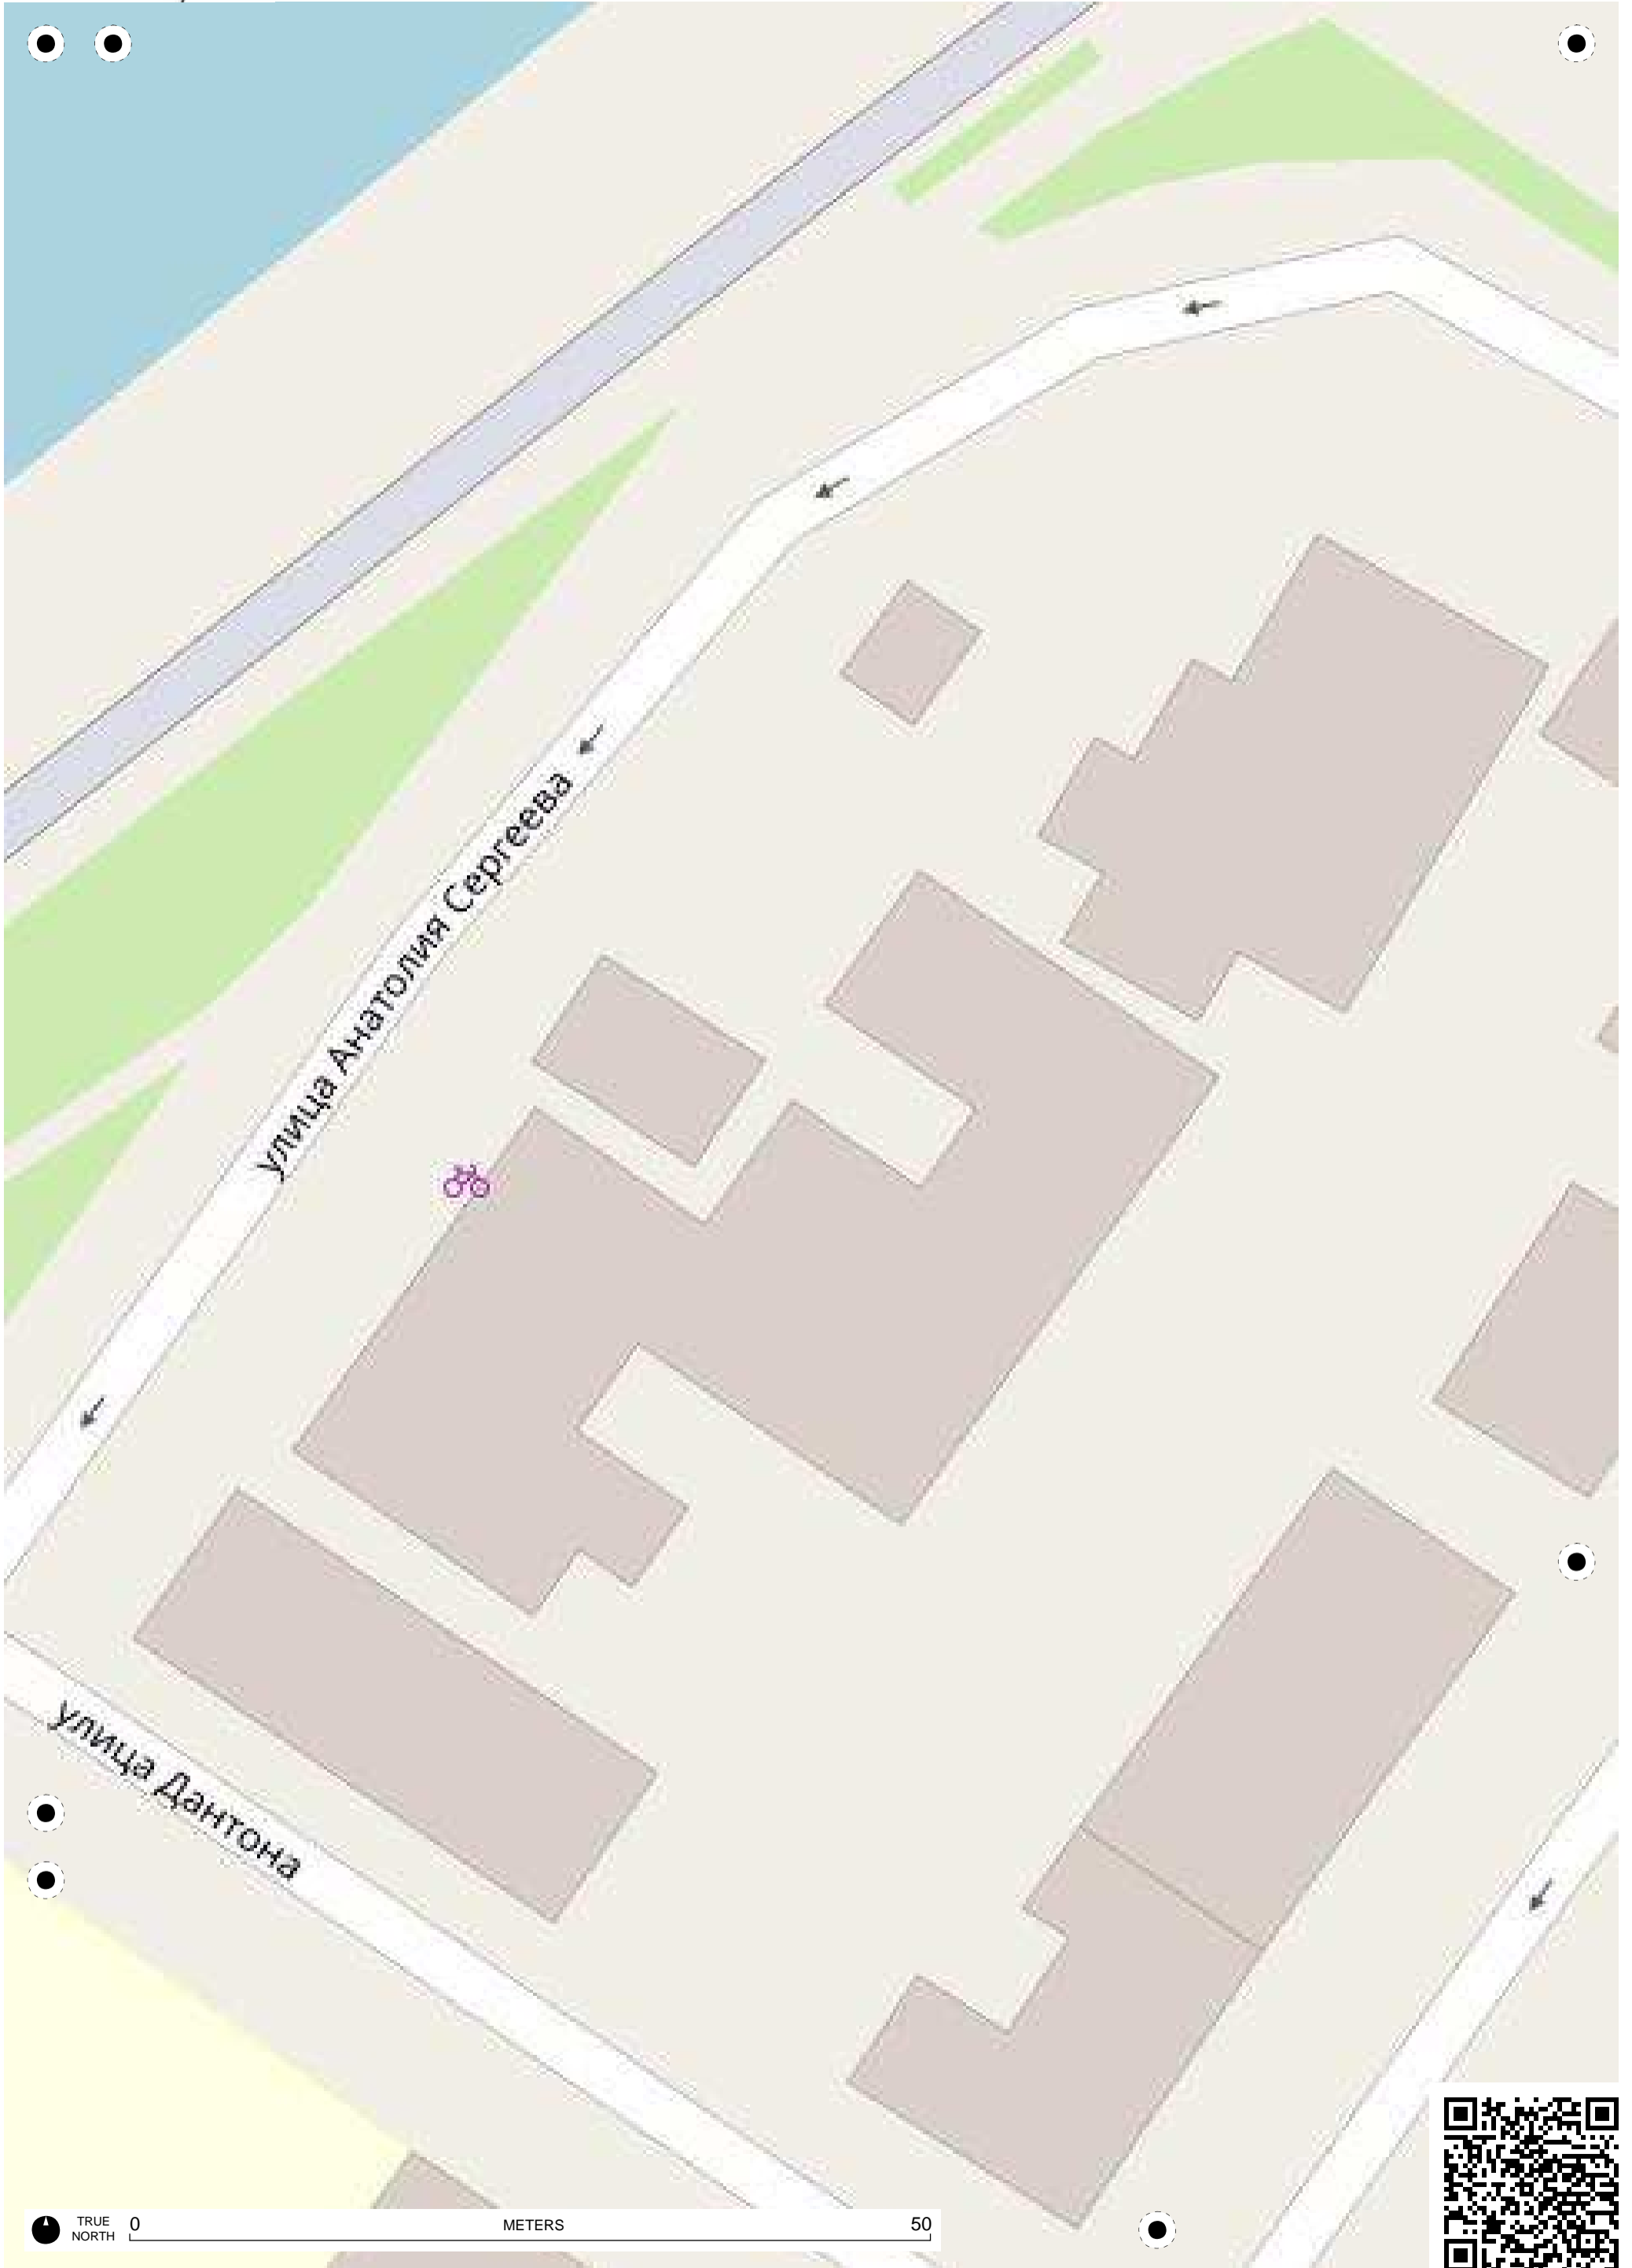 улица Анатолия Сергеева
улица Дантона
TRUE
NORTH
0 METERS 50